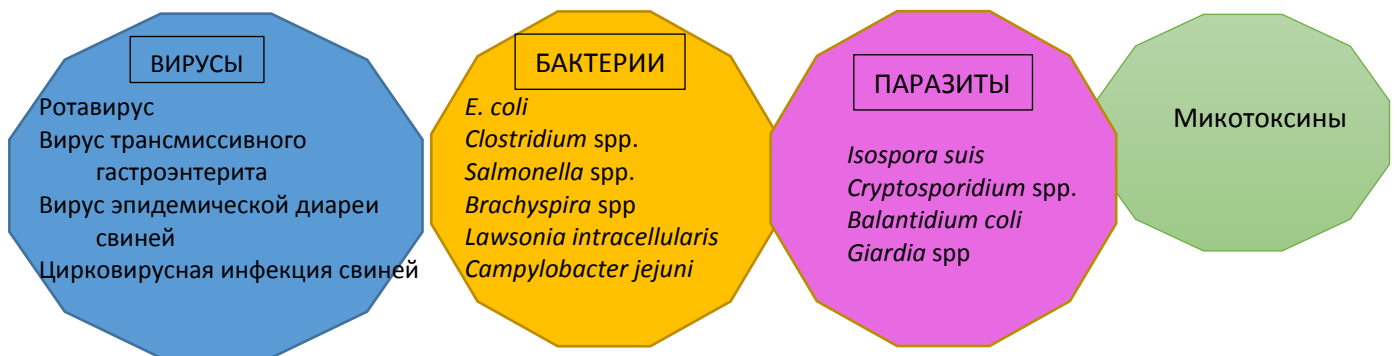 ВИРУСЫ
Ротавирус
Вирус трансмиссивного
гастроэнтерита
Вирус эпидемической диареи
свиней
Цирковирусная инфекция свиней
БАКТЕРИИ
E. coli
Clostridium spp.
Salmonella spp.
Brachyspira spp
Lawsonia intracellularis
Campylobacter jejuni
ПАРАЗИТЫ
Isospora suis
Cryptosporidium spp.
Balantidium coli
Giardia spp
Микотоксины